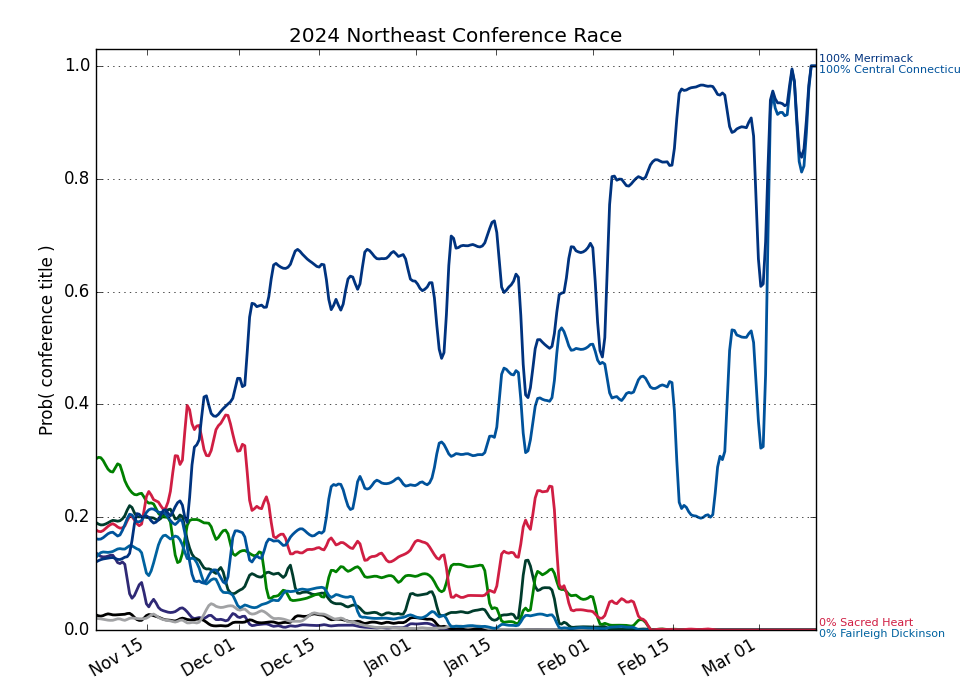 2024 Northeast Conference Race
Prob( conference title )
1.0
0.8
0.6
0.4
0.2
0.0
Nov 15
Dec 01
Dec 15
Jan 01
Jan 15
Feb 01
Feb 15
Mar 01
100% Merrimack
100% Central Connecticu
0% Sacred Heart
0% Fairleigh Dickinson